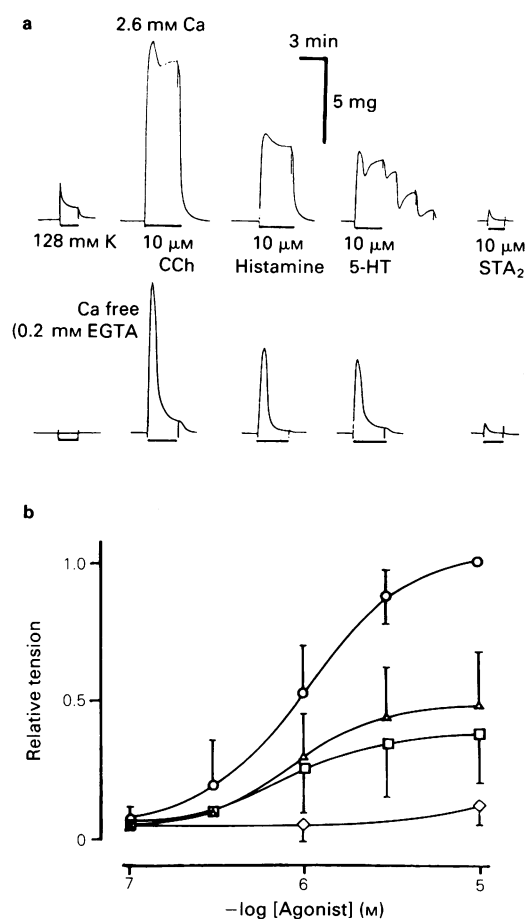 a
2.6 mM Ca
3 min
5 mg
128 mM K
10 μM
CCh
10 μM
Histamine
10 μM
5-HT
10 μM
STA₂
Ca free
(0.2 mM EGTA
b
Relative tension
1.0
0.5
0
7
6
5
−log [Agonist] (M)